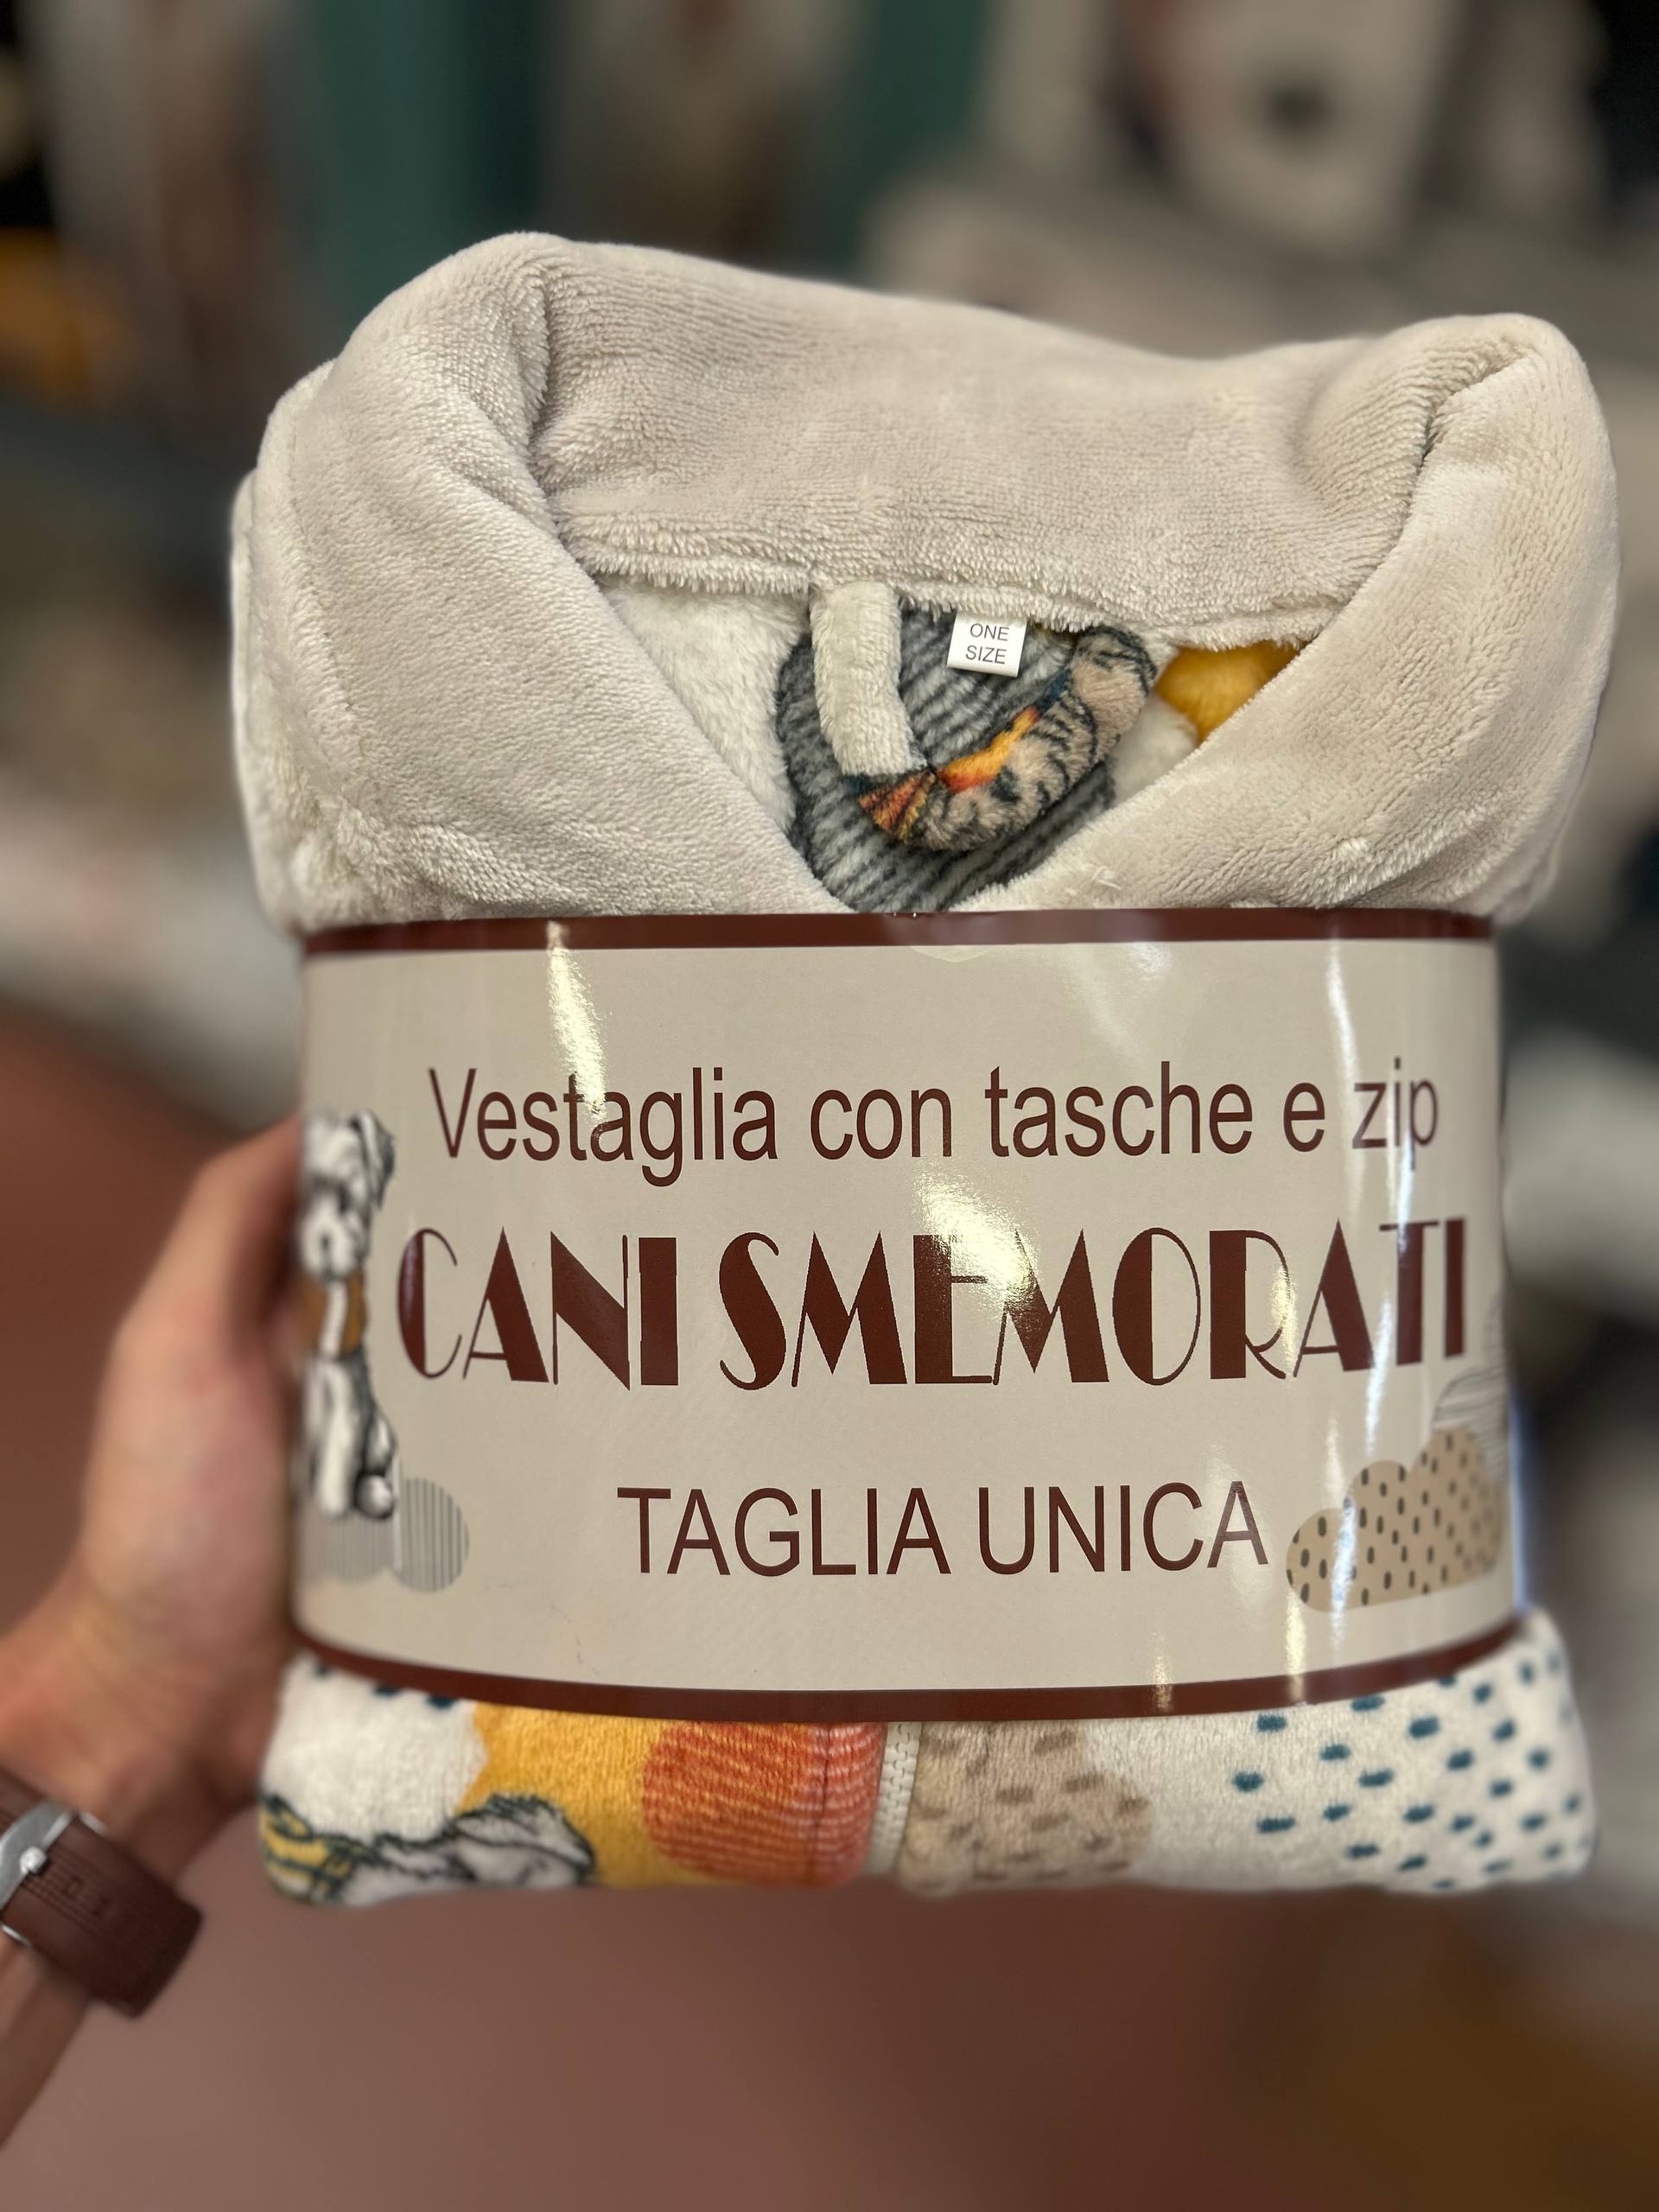 ONE
SIZE
Vestaglia con tasche e zip
CANI SMEMORATI
TAGLIA UNICA